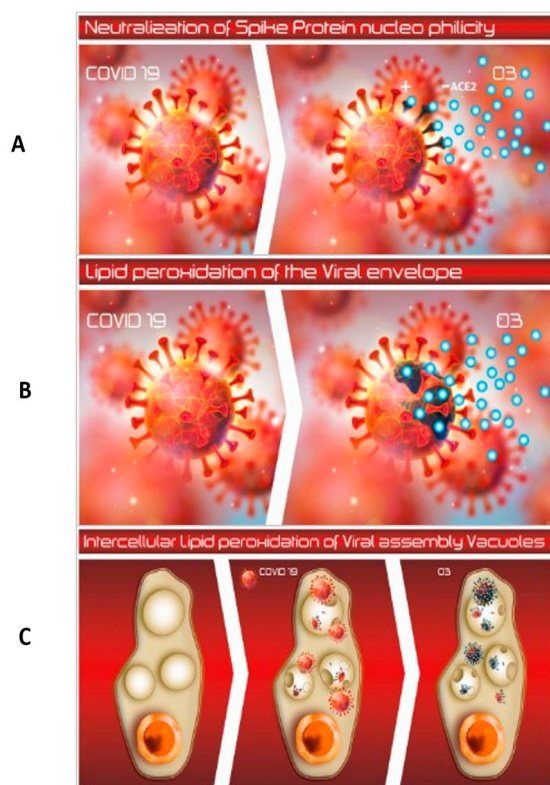 Neutralization of Spike Protein nucleo philicity
A
COVID 19
O3
+
−ACE2
Lipid peroxidation of the Viral envelope
B
COVID 19
O3
Intercellular Lipid peroxidation of Viral assembly Vacuoles
C
COVID 19
O3